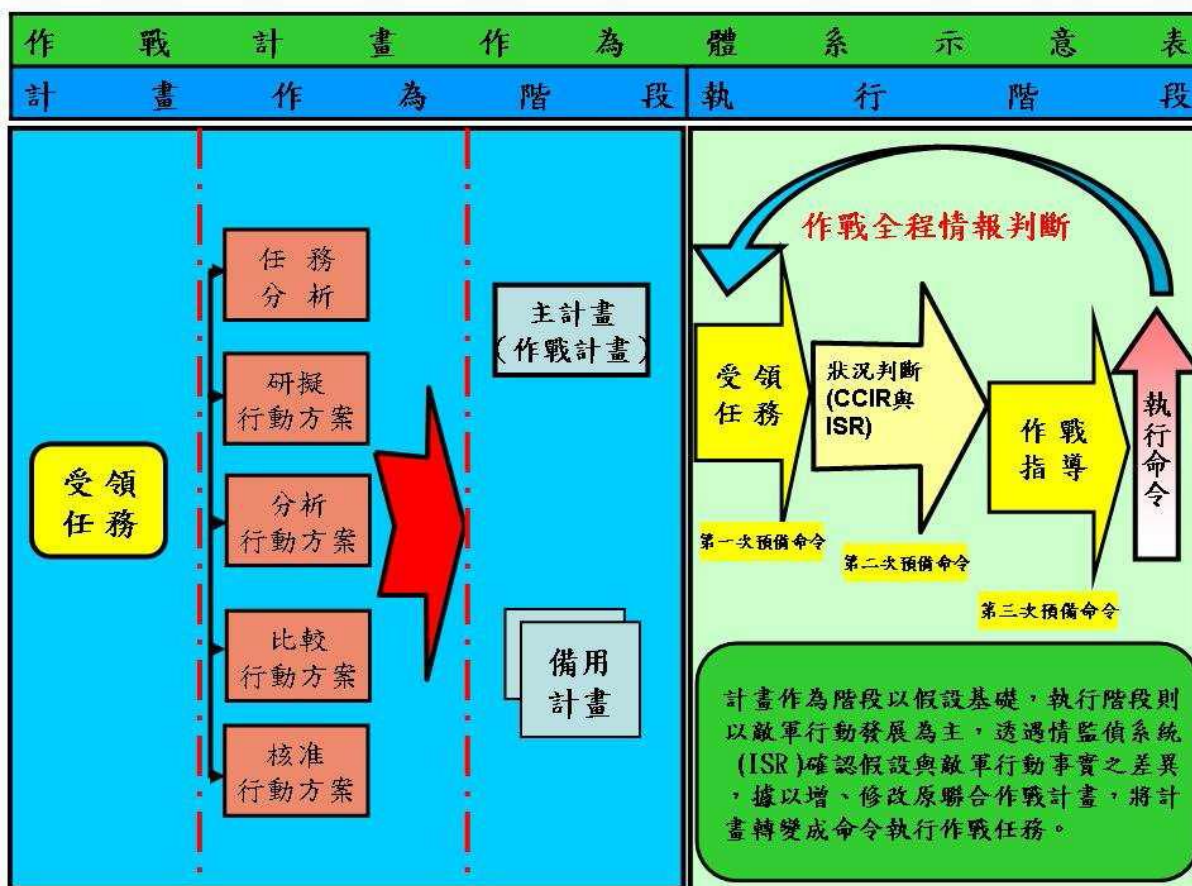 作戰計畫作為體系示意表
計畫作為階段
執行階段
受領
任務
任務
分析
研擬
行動方案
分析
行動方案
比較
行動方案
核准
行動方案
主計畫
(作戰計畫)
備用
計畫
作戰全程情報判斷
受領
任務
狀況判斷
(CCIR與
ISR)
作戰
指導
執行命令
第一次預備命令
第二次預備命令
第三次預備命令
計畫作為階段以假設基礎，執行階段則
以敵軍行動發展為主，透過情監偵系統
(ISR)確認假設與敵軍行動事實之差異
，據以增、修改原聯合作戰計畫，將計
畫轉變成命令執行作戰任務。